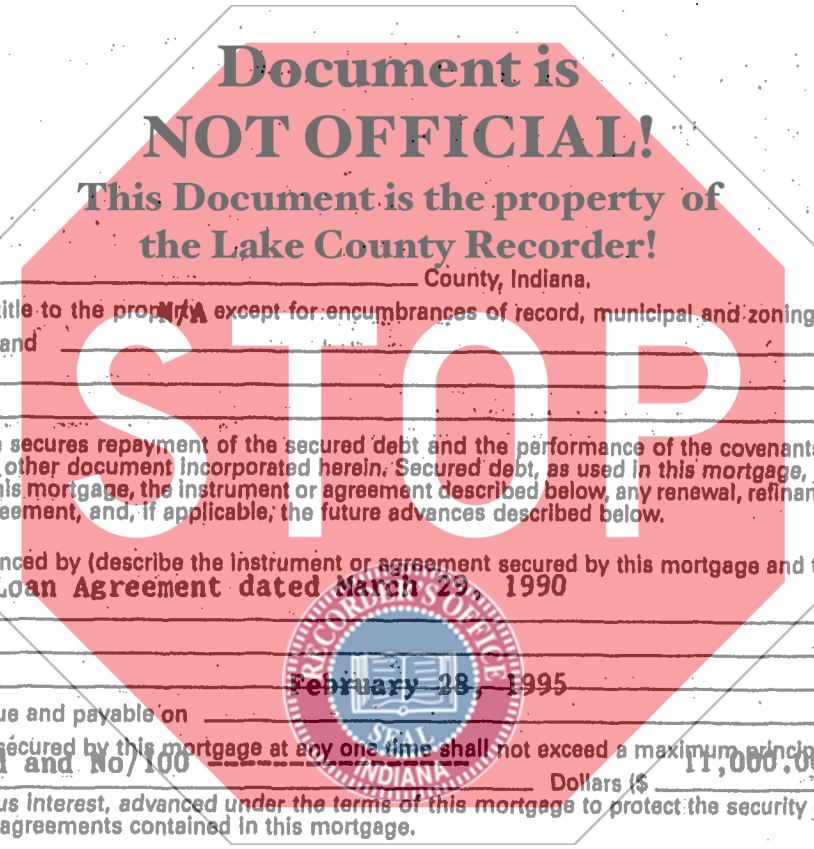 Document is
NOT OFFICIAL!
This Document is the property of
the Lake County Recorder!
County, Indiana,
itle to the property, except for encumbrances of record, municipal and zoning
N/A
and
STOP
secures repayment of the secured debt and the performance of the covenants
other document incorporated herein. Secured debt, as used in this mortgage,
his mortgage, the instrument or agreement described below, any renewal, refinan
eement, and, if applicable, the future advances described below.
nced by (describe the instrument or agreement secured by this mortgage and t
Loan Agreement dated March 29, 1990
RECORDER'S OFFICE
February 28, 1995
ue and payable on
SEAL
INDIANA
secured by this mortgage at any one time shall not exceed a maximum princip
and No/100 ---------------------- 11,000.00
Dollars ($
us interest, advanced under the terms of this mortgage to protect the security
agreements contained in this mortgage.